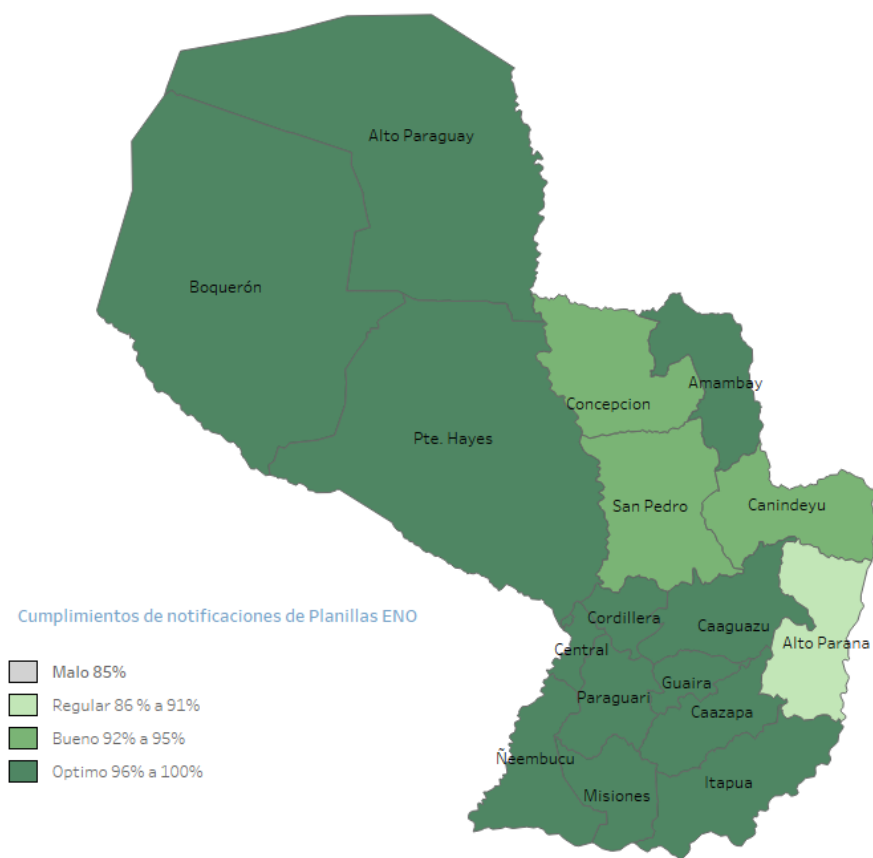 Alto Paraguay
Boquerón
Amambay
Concepcion
Pte. Hayes
San Pedro
Canindeyu
Cumplimientos de notificaciones de Planillas ENO
Cordillera
Caaguazu
Central
Alto Parana
Malo 85%
Guaira
Paraguari
Regular 86 % a 91%
Caazapa
Bueno 92% a 95%
Ñeembucu
Optimo 96% a 100%
Itapua
Misiones